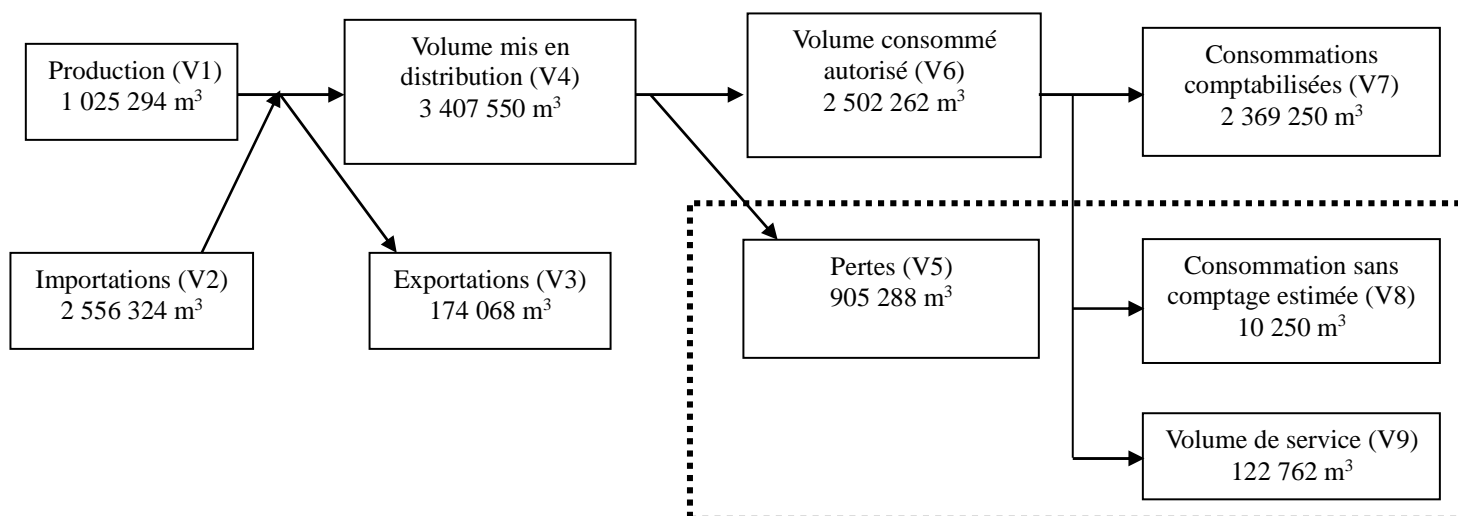 Production (V1)
1 025 294 m³
Volume mis en
distribution (V4)
3 407 550 m³
Volume consommé
autorisé (V6)
2 502 262 m³
Consommations
comptabilisées (V7)
2 369 250 m³
Importations (V2)
2 556 324 m³
Exportations (V3)
174 068 m³
Pertes (V5)
905 288 m³
Consommation sans
comptage estimée (V8)
10 250 m³
Volume de service (V9)
122 762 m³